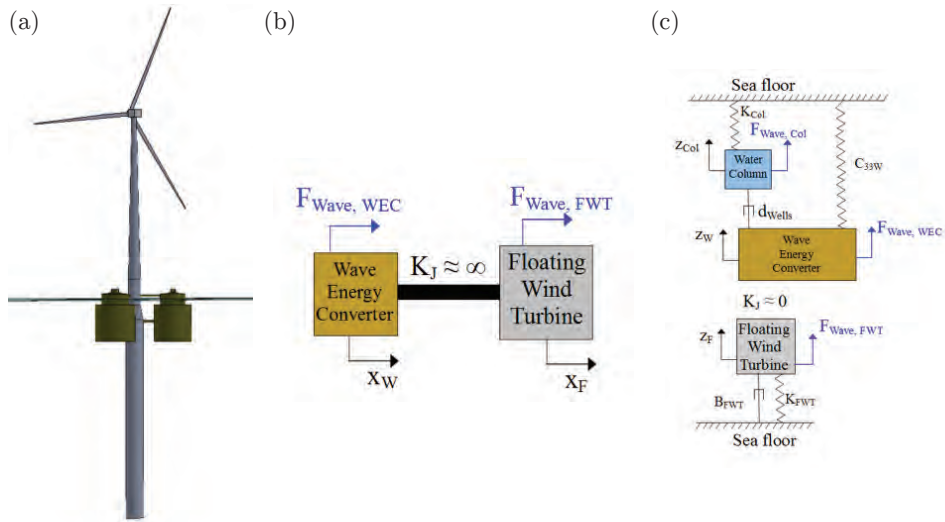 (a)
(b)
(c)
F_Wave, WEC
F_Wave, FWT
K_J ≈ ∞
Wave
Energy
Converter
Floating
Wind
Turbine
x_W
x_F
Sea floor
K_Col.
F_Wave, Col
z_Col
Water
Column
C_33W
d_Wells
z_W
F_Wave, WEC
Wave
Energy
Converter
K_J ≈ 0
z_F
Floating
Wind
Turbine
F_Wave, FWT
B_FWT
K_FWT
Sea floor